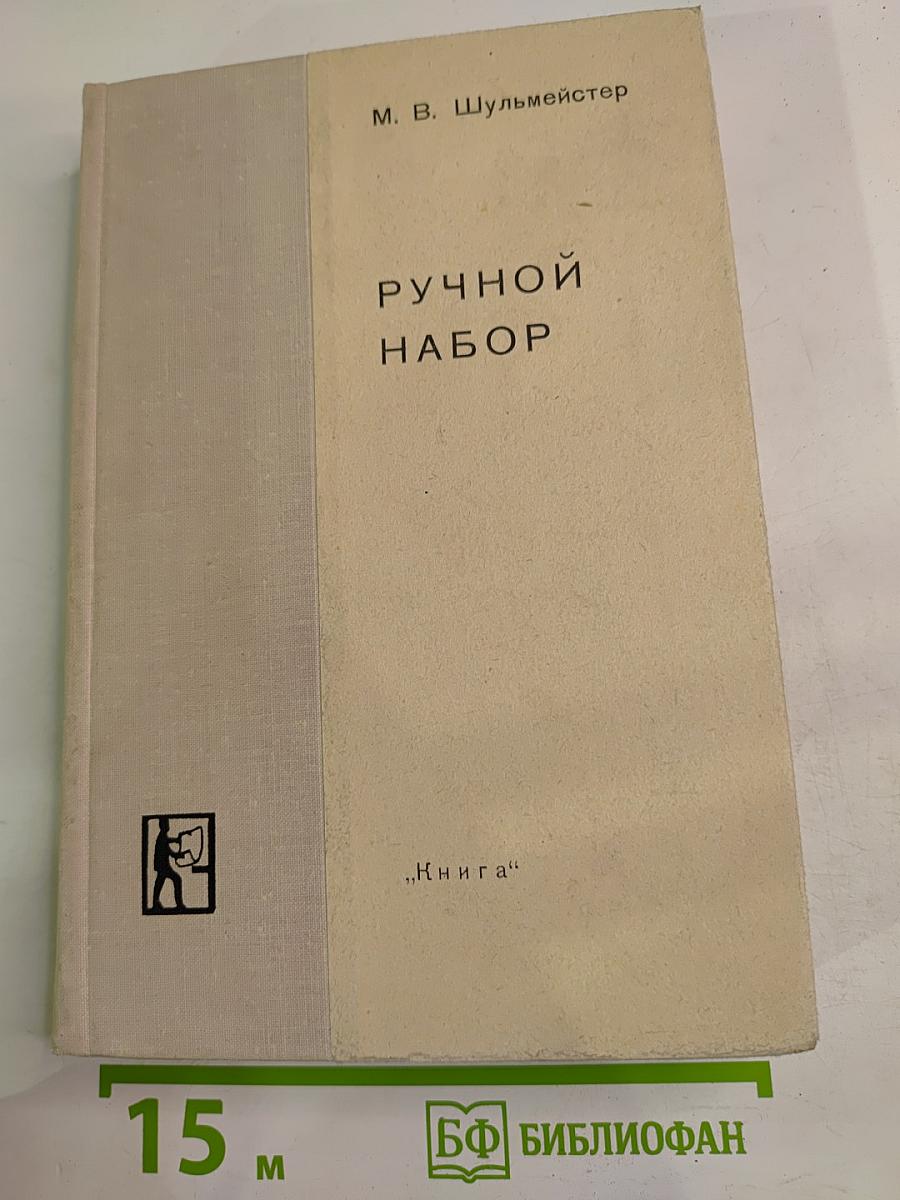 М. В. Шульмейстер
РУЧНОЙ
НАБОР
„Книга“
15 м
БФ БИБЛИОФАН